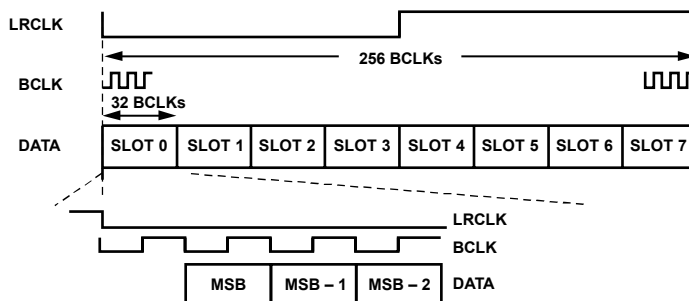 LRCLK
256 BCLKs
BCLK
32 BCLKs
DATA SLOT 0 SLOT 1 SLOT 2 SLOT 3 SLOT 4 SLOT 5 SLOT 6 SLOT 7
LRCLK
BCLK
MSB MSB – 1 MSB – 2 DATA